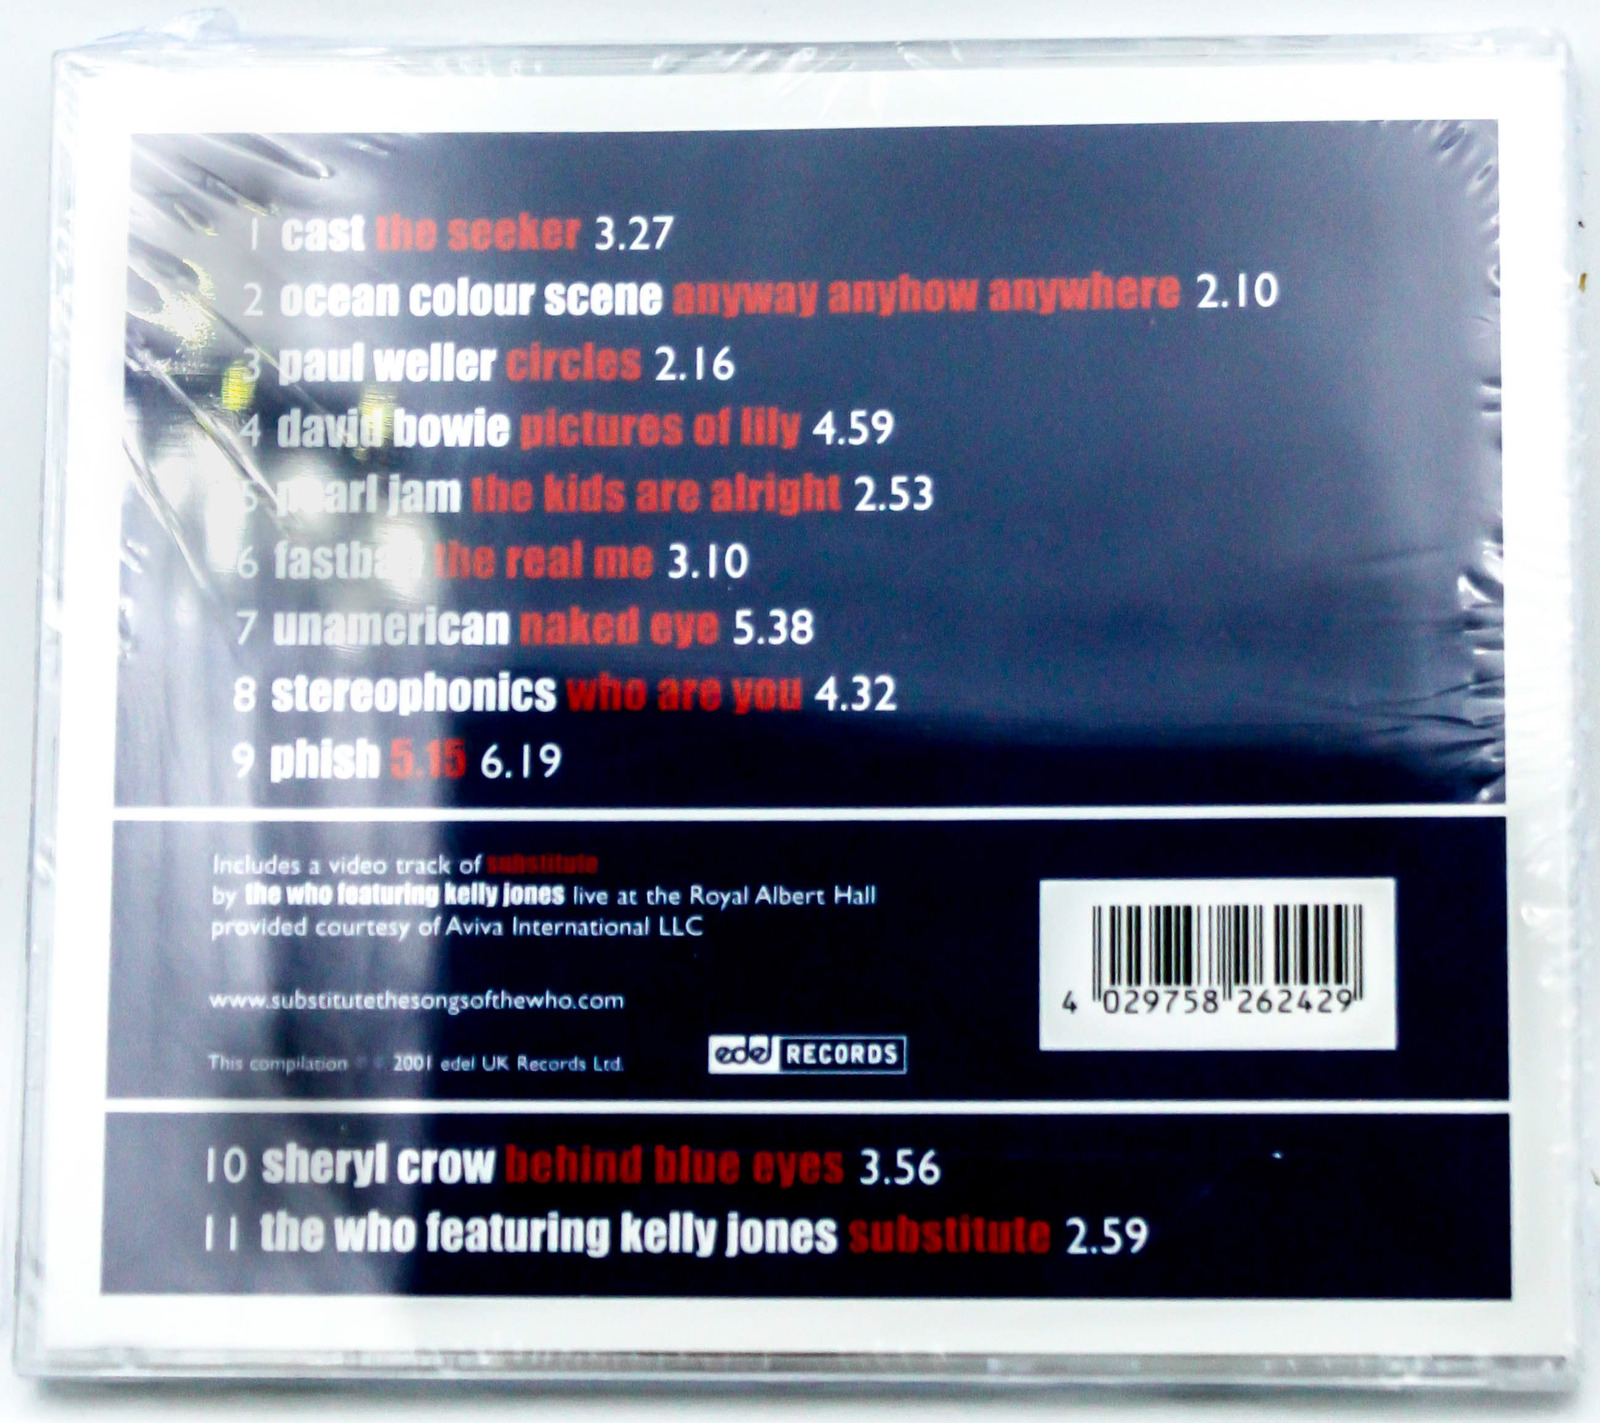 1 cast the seeker 3.27
2 ocean colour scene anyway anyhow anywhere 2.10
3 paul weller circles 2.16
4 david bowie pictures of lily 4.59
5 pearl jam the kids are alright 2.53
6 fastball the real me 3.10
7 unamerican naked eye 5.38
8 stereophonics who are you 4.32
9 phish 5.15 6.19
Includes a video track of substitute
by the who featuring kelly jones live at the Royal Albert Hall
provided courtesy of Aviva International LLC
www.substitutethesongsofthewho.com
This compilation 2001 edel UK Records Ltd.
edel RECORDS
4 029758 262429
10 sheryl crow behind blue eyes 3.56
11 the who featuring kelly jones substitute 2.59